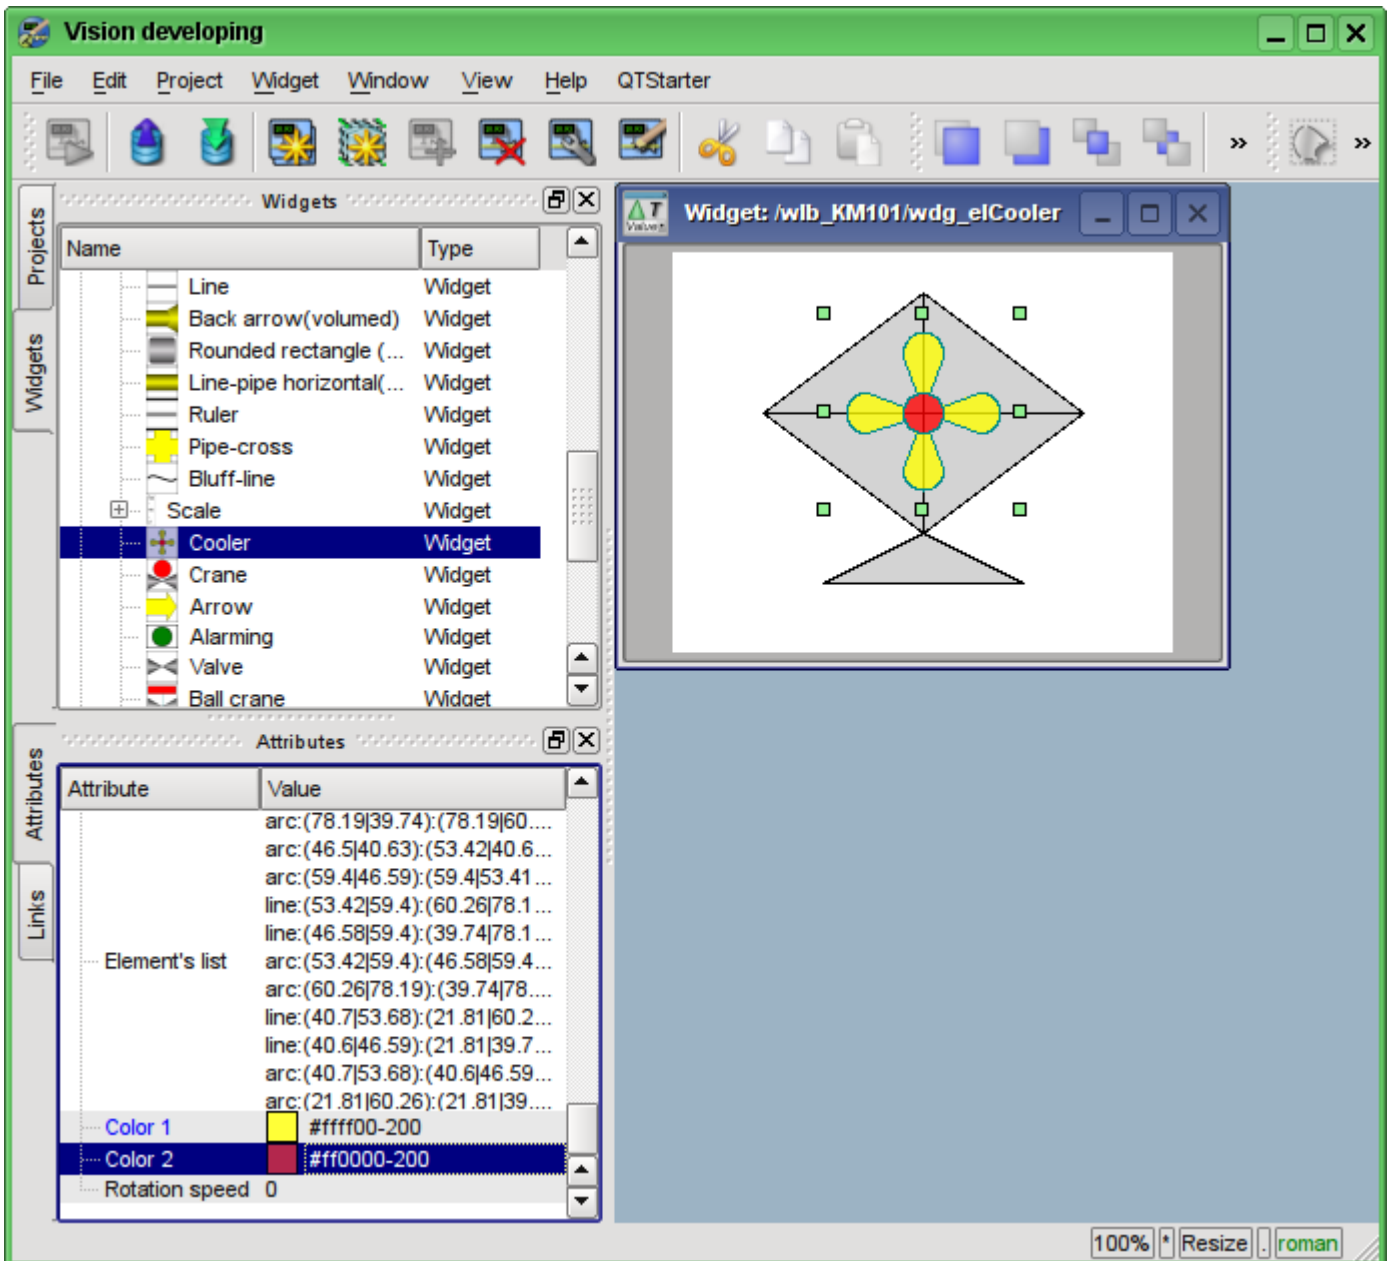 Vision developing
File Edit Project Widget Window View Help QTStarter
» »
Projects
Widgets
Widgets
Name Type
Line Widget
Back arrow(volumed) Widget
Rounded rectangle (... Widget
Line-pipe horizontal(... Widget
Ruler Widget
Pipe-cross Widget
Bluff-line Widget
Scale Widget
Cooler Widget
Crane Widget
Arrow Widget
Alarming Widget
Valve Widget
Ball crane Widget
Widget: /wlb_KM101/wdg_elCooler
Attributes
Links
Attributes
Attribute Value
Element's list
arc:(78.19|39.74):(78.19|60....
arc:(46.5|40.63):(53.42|40.6...
arc:(59.4|46.59):(59.4|53.41...
line:(53.42|59.4):(60.26|78.1...
line:(46.58|59.4):(39.74|78.1...
arc:(53.42|59.4):(46.58|59.4...
arc:(60.26|78.19):(39.74|78....
line:(40.7|53.68):(21.81|60.2...
line:(40.6|46.59):(21.81|39.7...
arc:(40.7|53.68):(40.6|46.59...
arc:(21.81|60.26):(21.81|39....
Color 1 #ffff00-200
Color 2 #ff0000-200
Rotation speed 0
100% * Resize . roman